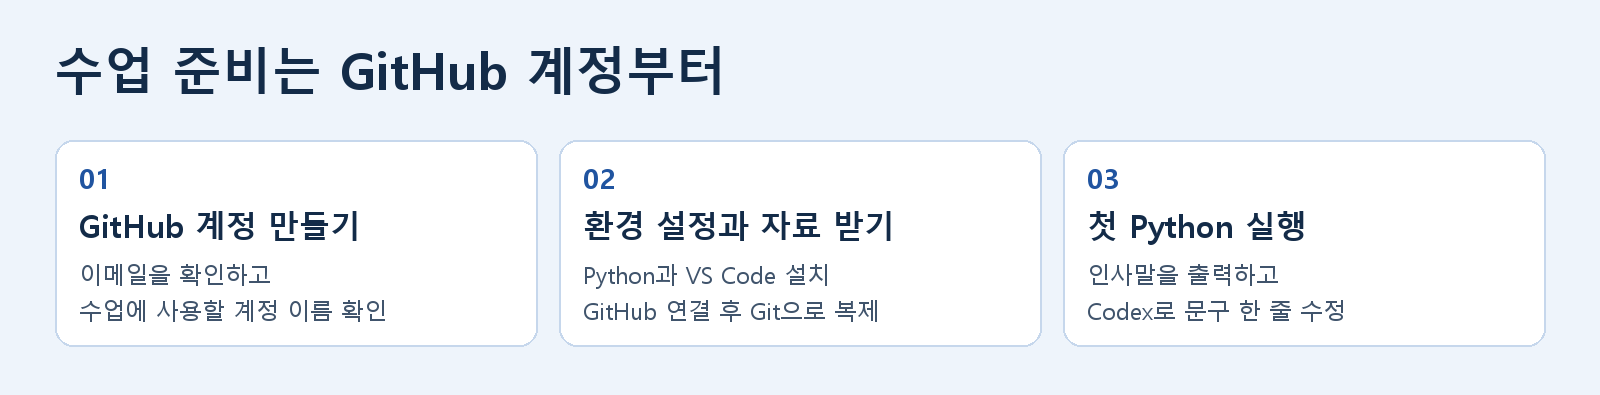 수업 준비는 GitHub 계정부터
01
GitHub 계정 만들기
이메일을 확인하고
수업에 사용할 계정 이름 확인
02
환경 설정과 자료 받기
Python과 VS Code 설치
GitHub 연결 후 Git으로 복제
03
첫 Python 실행
인사말을 출력하고
Codex로 문구 한 줄 수정